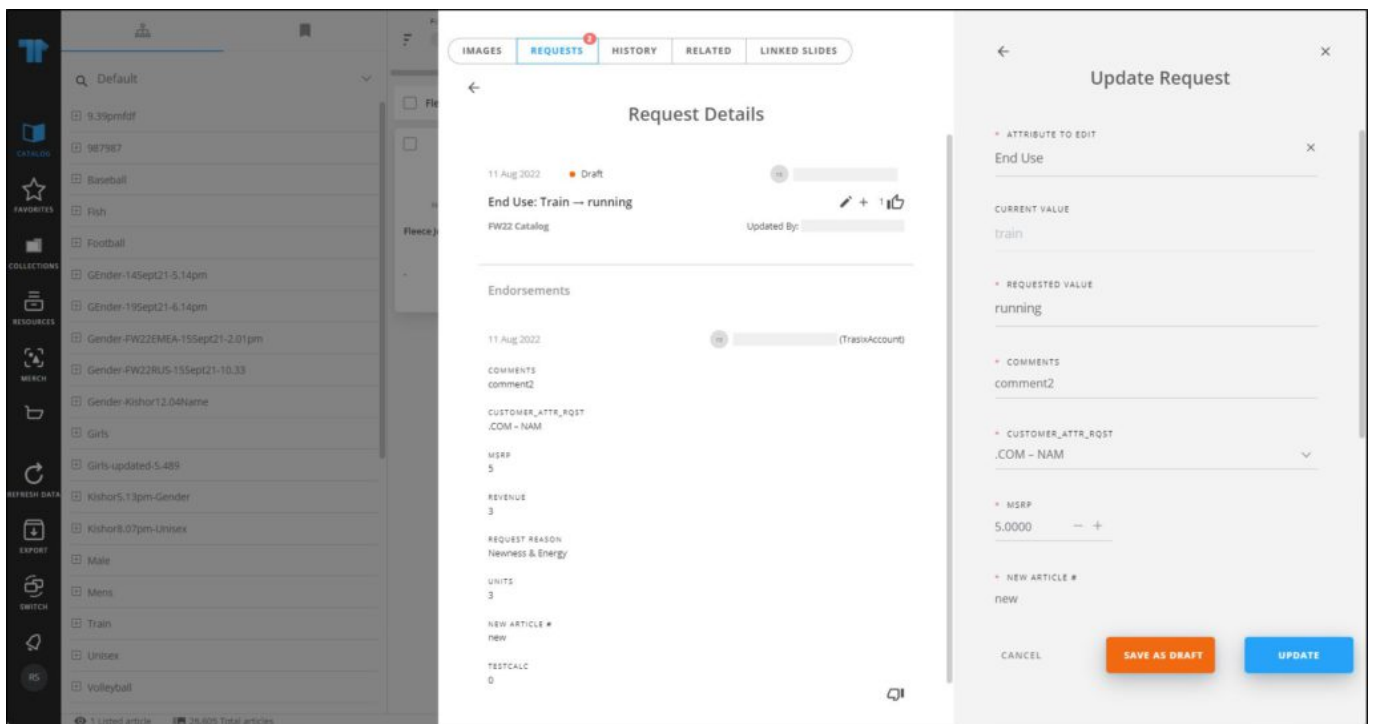 CATALOG
FAVORITES
COLLECTIONS
RESOURCES
MERCH
REFRESH DATA
EXPORT
SWITCH
RS
Default
9.39pmfdf
987987
Baseball
Fish
Football
GEnder-14Sept21-5.14pm
GEnder-19Sept21-6.14pm
Gender-FW22EMEA-15Sept21-2.01pm
Gender-FW22RUS-15Sept21-10.33
Gender-Kishor12.04Name
Girls
Girls-updated-5.489
Kishor5.13pm-Gender
Kishor8.07pm-Unisex
Male
Mens
Train
Unisex
Volleyball
1 Listed article 26,605 Total articles
Fle
Fleece J
-
IMAGES REQUESTS 2 HISTORY RELATED LINKED SLIDES
Request Details
11 Aug 2022 Draft
End Use: Train → running + 1
FW22 Catalog Updated By:
Endorsements
11 Aug 2022 (TrasixAccount)
COMMENTS
comment2
CUSTOMER_ATTR_RQST
.COM – NAM
MSRP
5
REVENUE
3
REQUEST REASON
Newness & Energy
UNITS
3
NEW ARTICLE #
new
TESTCALC
0
Update Request
* ATTRIBUTE TO EDIT
End Use
CURRENT VALUE
train
* REQUESTED VALUE
running
* COMMENTS
comment2
* CUSTOMER_ATTR_RQST
.COM – NAM
* MSRP
5.0000 − +
* NEW ARTICLE #
new
CANCEL SAVE AS DRAFT UPDATE